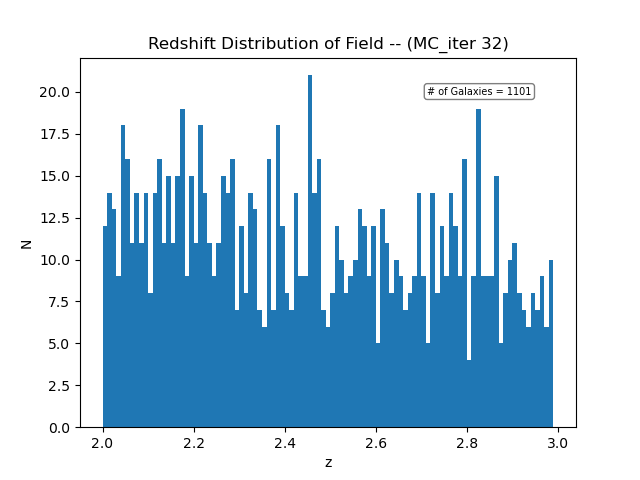 Redshift Distribution of Field -- (MC_iter 32)
# of Galaxies = 1101
20.0
17.5
15.0
12.5
10.0
7.5
5.0
2.5
0.0
N
2.0 2.2 2.4 2.6 2.8 3.0
z